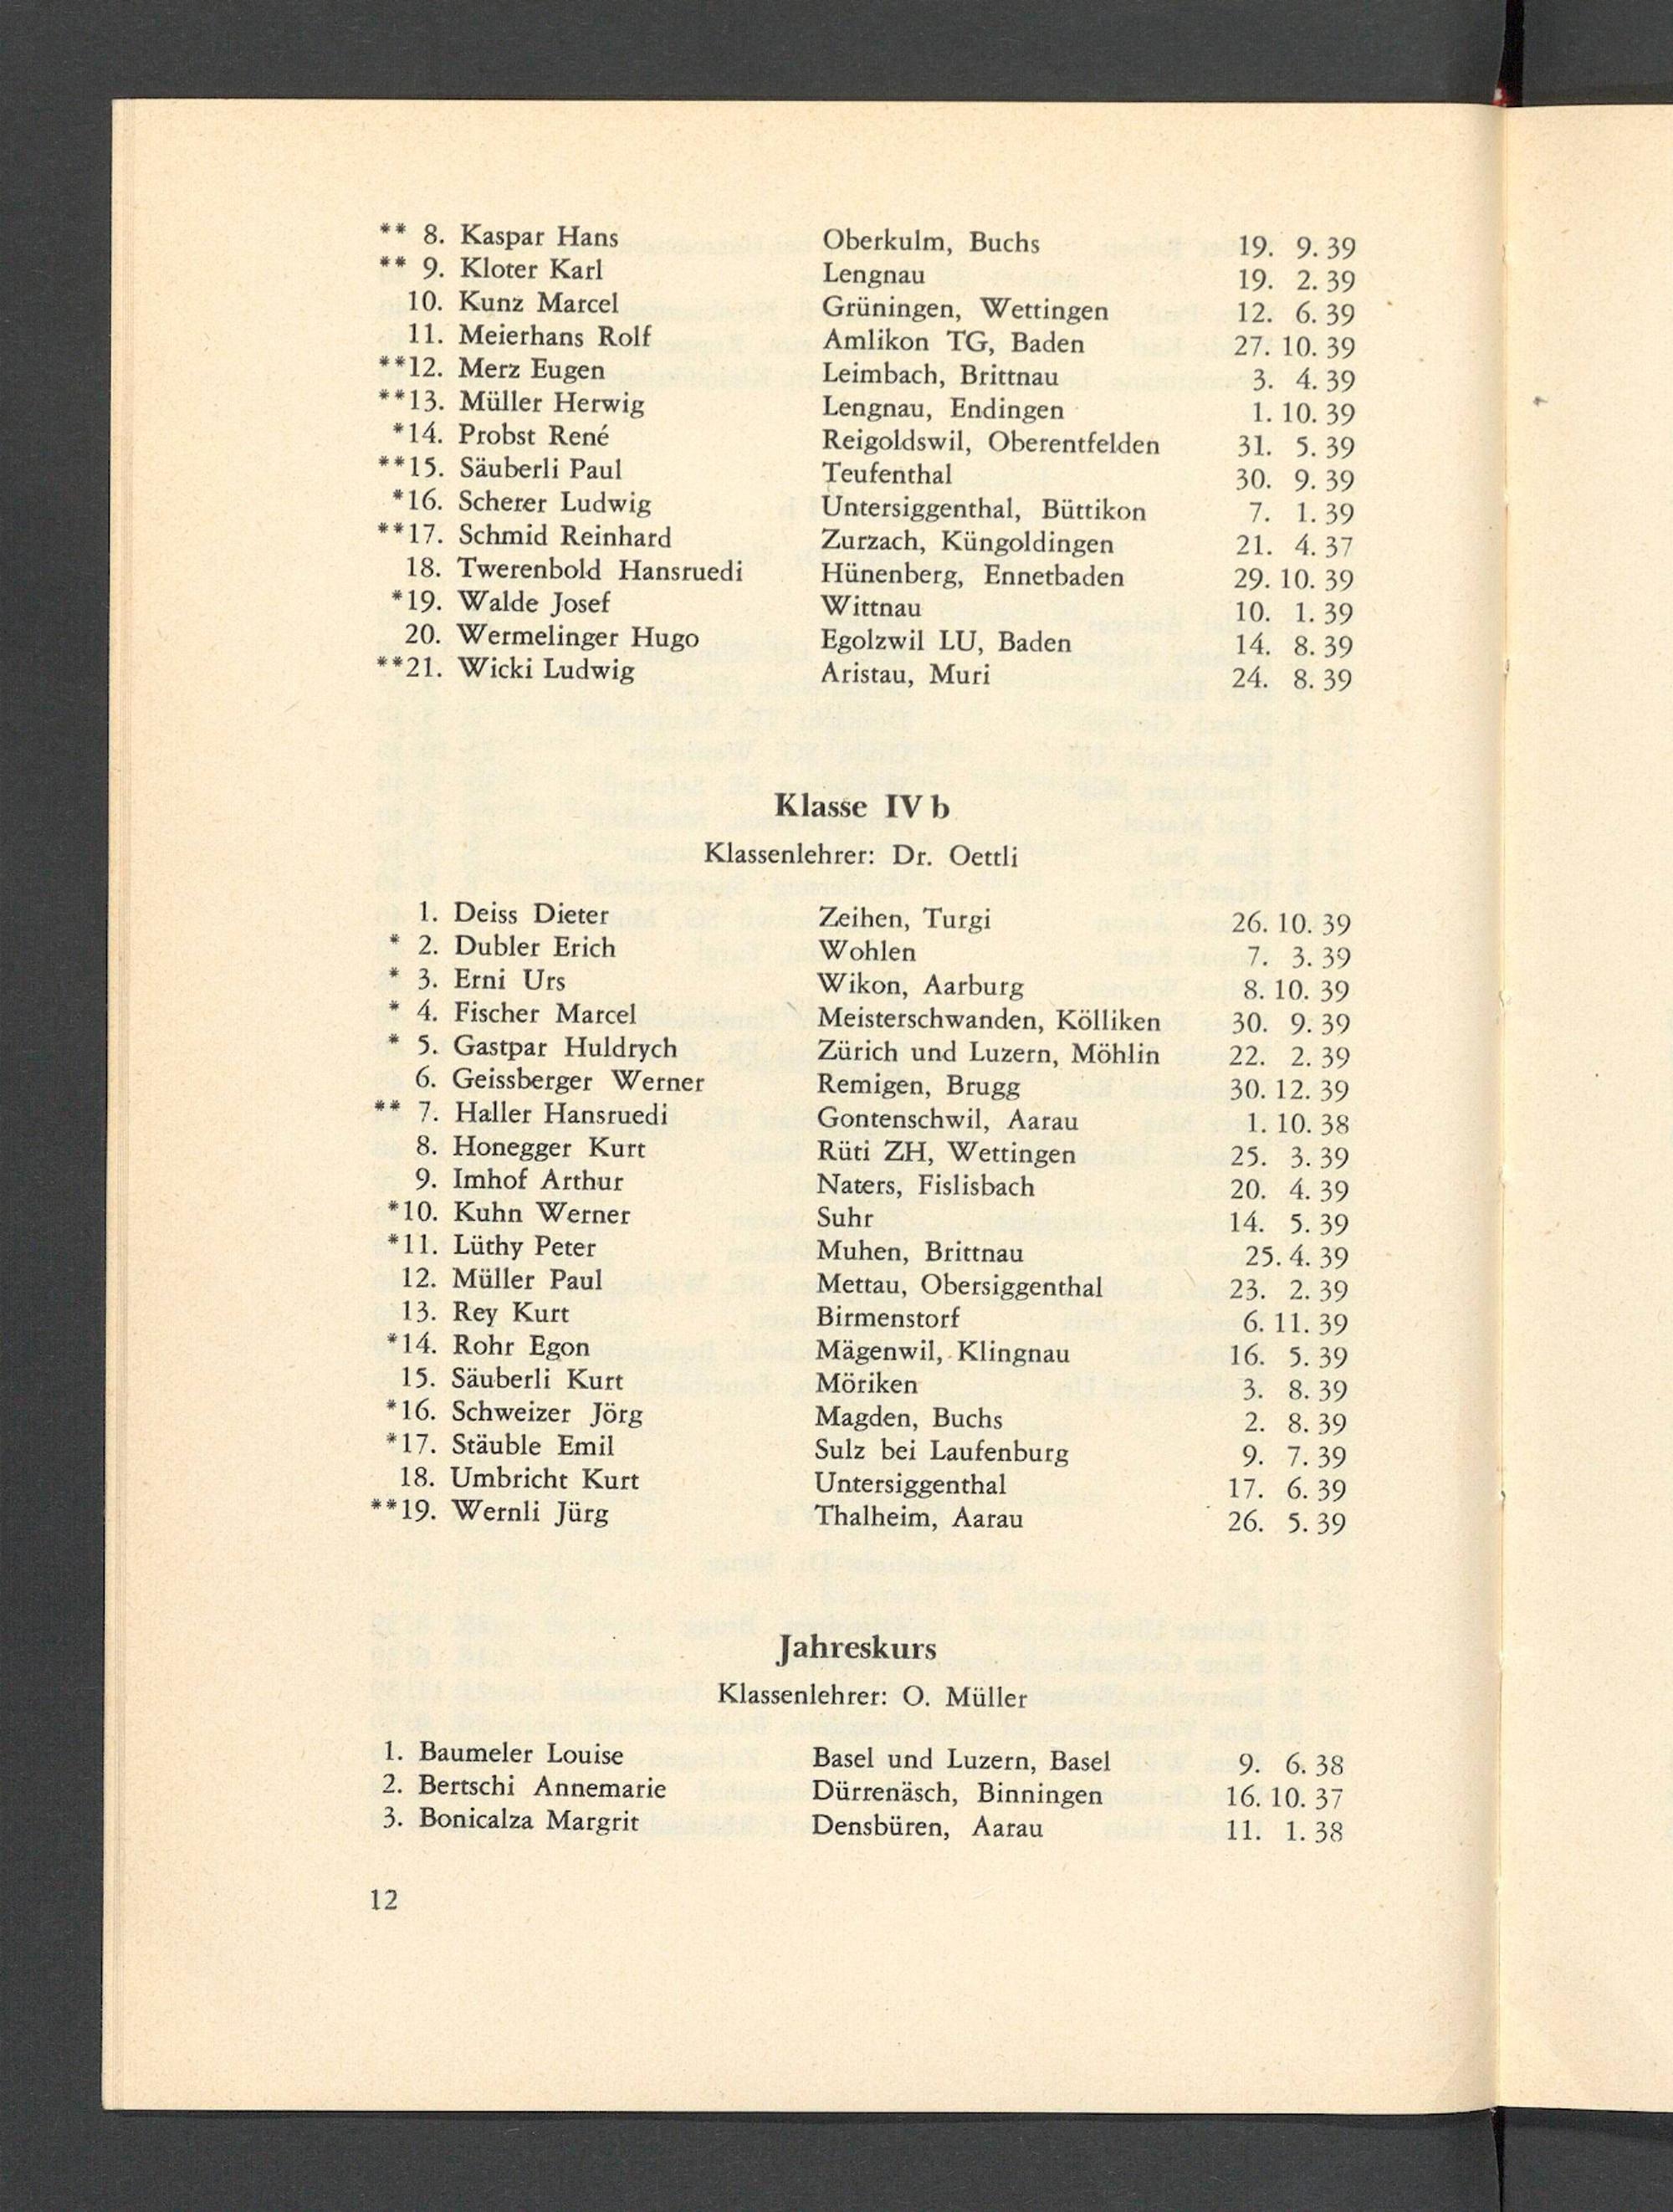 ** 8. Kaspar Hans Oberkulm, Buchs 19. 9. 39
** 9. Kloter Karl Lengnau 19. 2. 39
10. Kunz Marcel Grüningen, Wettingen 12. 6. 39
11. Meierhans Rolf Amlikon TG, Baden 27. 10. 39
**12. Merz Eugen Leimbach, Brittnau 3. 4. 39
**13. Müller Herwig Lengnau, Endingen 1. 10. 39
*14. Probst René Reigoldswil, Oberentfelden 31. 5. 39
**15. Säuberli Paul Teufenthal 30. 9. 39
*16. Scherer Ludwig Untersiggenthal, Büttikon 7. 1. 39
**17. Schmid Reinhard Zurzach, Küngoldingen 21. 4. 37
18. Twerenbold Hansruedi Hünenberg, Ennetbaden 29. 10. 39
*19. Walde Josef Wittnau 10. 1. 39
20. Wermelinger Hugo Egolzwil LU, Baden 14. 8. 39
**21. Wicki Ludwig Aristau, Muri 24. 8. 39
Klasse IV b
Klassenlehrer: Dr. Oettli
1. Deiss Dieter Zeihen, Turgi 26. 10. 39
* 2. Dubler Erich Wohlen 7. 3. 39
* 3. Erni Urs Wikon, Aarburg 8. 10. 39
* 4. Fischer Marcel Meisterschwanden, Kölliken 30. 9. 39
* 5. Gastpar Huldrych Zürich und Luzern, Möhlin 22. 2. 39
6. Geissberger Werner Remigen, Brugg 30. 12. 39
** 7. Haller Hansruedi Gontenschwil, Aarau 1. 10. 38
8. Honegger Kurt Rüti ZH, Wettingen 25. 3. 39
9. Imhof Arthur Naters, Fislisbach 20. 4. 39
*10. Kuhn Werner Suhr 14. 5. 39
*11. Lüthy Peter Muhen, Brittnau 25. 4. 39
12. Müller Paul Mettau, Obersiggenthal 23. 2. 39
13. Rey Kurt Birmenstorf 6. 11. 39
*14. Rohr Egon Mägenwil, Klingnau 16. 5. 39
15. Säuberli Kurt Möriken 3. 8. 39
*16. Schweizer Jörg Magden, Buchs 2. 8. 39
*17. Stäuble Emil Sulz bei Laufenburg 9. 7. 39
18. Umbricht Kurt Untersiggenthal 17. 6. 39
**19. Wernli Jürg Thalheim, Aarau 26. 5. 39
Jahreskurs
Klassenlehrer: O. Müller
1. Baumeler Louise Basel und Luzern, Basel 9. 6. 38
2. Bertschi Annemarie Dürrenäsch, Binningen 16. 10. 37
3. Bonicalza Margrit Densbüren, Aarau 11. 1. 38
12